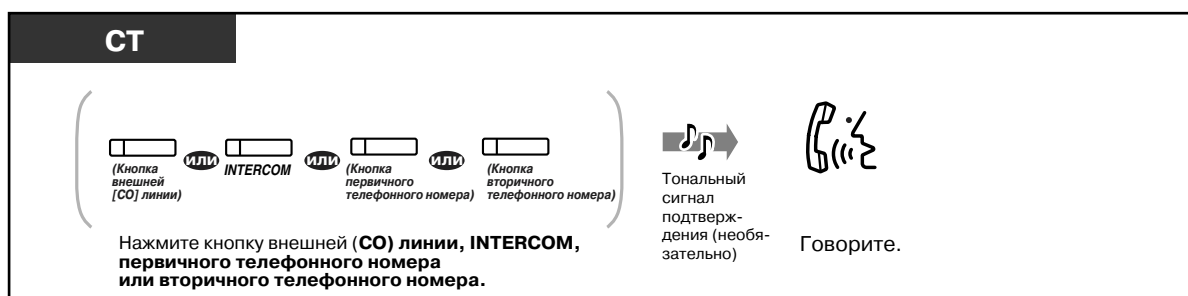 СТ
или
или
или
(Кнопка
внешней
[CO] линии)
INTERCOM
(Кнопка
первичного
телефонного номера)
(Кнопка
вторичного
телефонного номера)
Нажмите кнопку внешней (CO) линии, INTERCOM,
первичного телефонного номера
или вторичного телефонного номера.
Тональный
сигнал
подтверж-
дения (необя-
зательно)
Говорите.